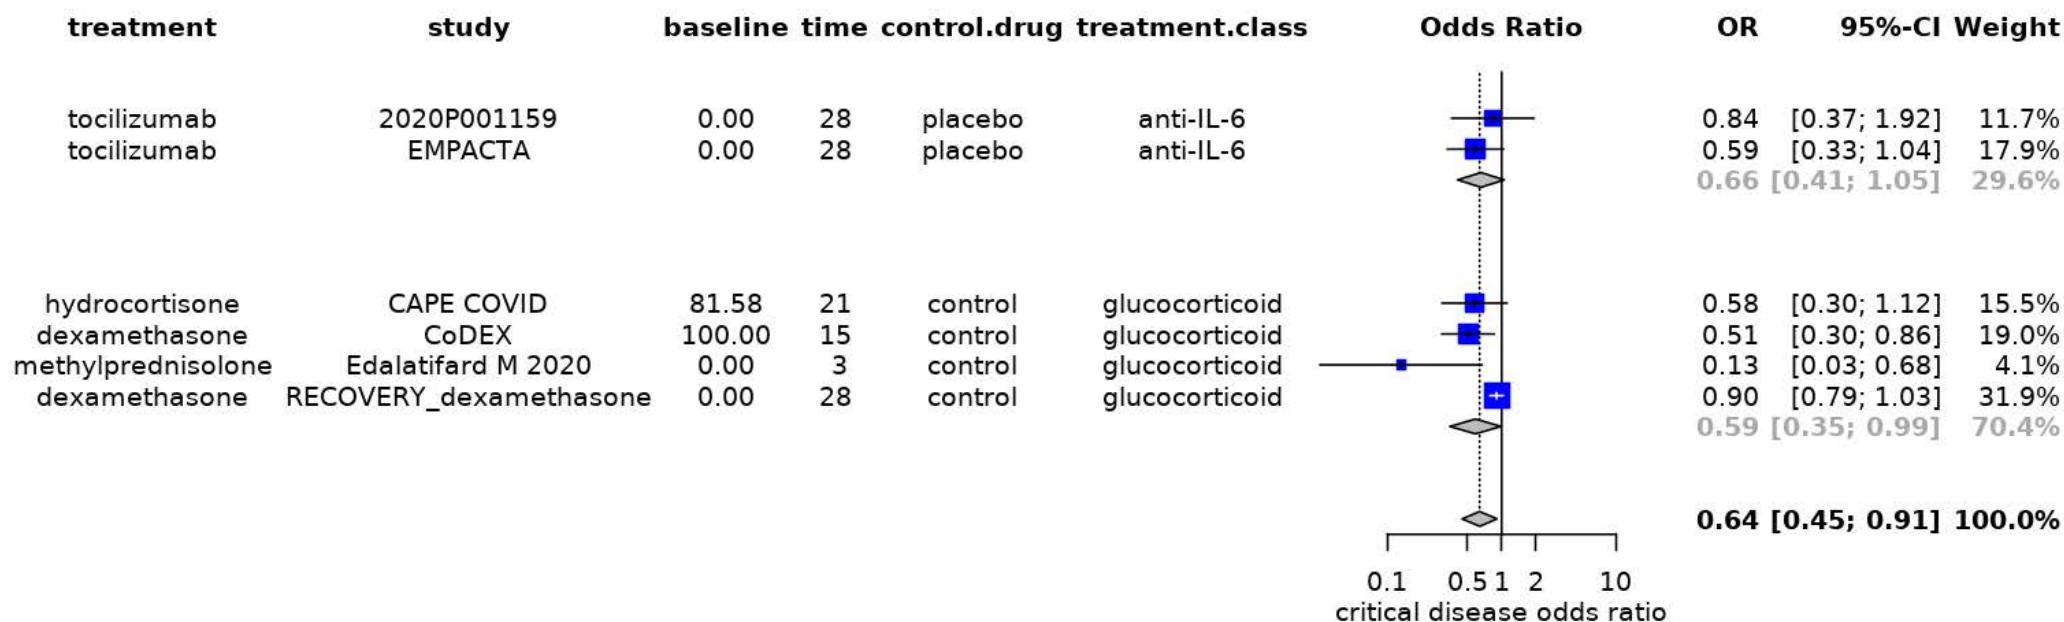 treatment study baseline time control.drug treatment.class Odds Ratio OR 95%-CI Weight
tocilizumab 2020P001159 0.00 28 placebo anti-IL-6 0.84 [0.37; 1.92] 11.7%
tocilizumab EMPACTA 0.00 28 placebo anti-IL-6 0.59 [0.33; 1.04] 17.9%
0.66 [0.41; 1.05] 29.6%
hydrocortisone CAPE COVID 81.58 21 control glucocorticoid 0.58 [0.30; 1.12] 15.5%
dexamethasone CoDEX 100.00 15 control glucocorticoid 0.51 [0.30; 0.86] 19.0%
methylprednisolone Edalatifard M 2020 0.00 3 control glucocorticoid 0.13 [0.03; 0.68] 4.1%
dexamethasone RECOVERY_dexamethasone 0.00 28 control glucocorticoid 0.90 [0.79; 1.03] 31.9%
0.59 [0.35; 0.99] 70.4%
0.64 [0.45; 0.91] 100.0%
0.1 0.5 1 2 10
critical disease odds ratio